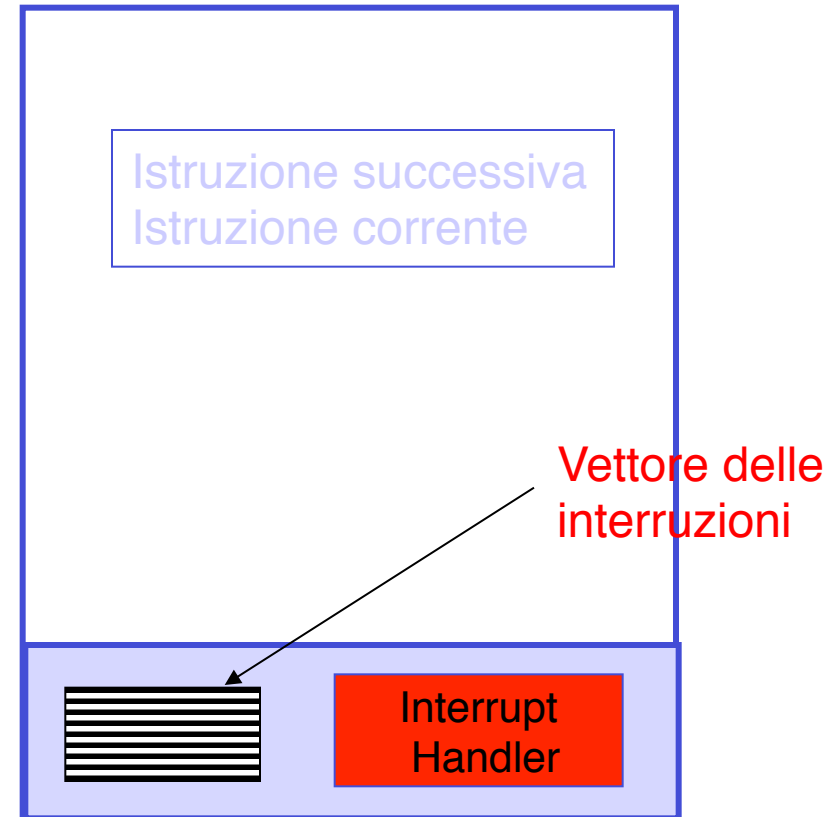 Istruzione successiva
Istruzione corrente
Vettore delle
interruzioni
Interrupt
Handler